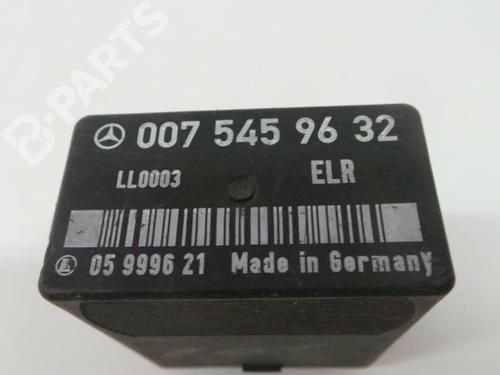 B-PARTS
007 545 96 32
LL0003 ELR
05 9996 21 Made in Germany